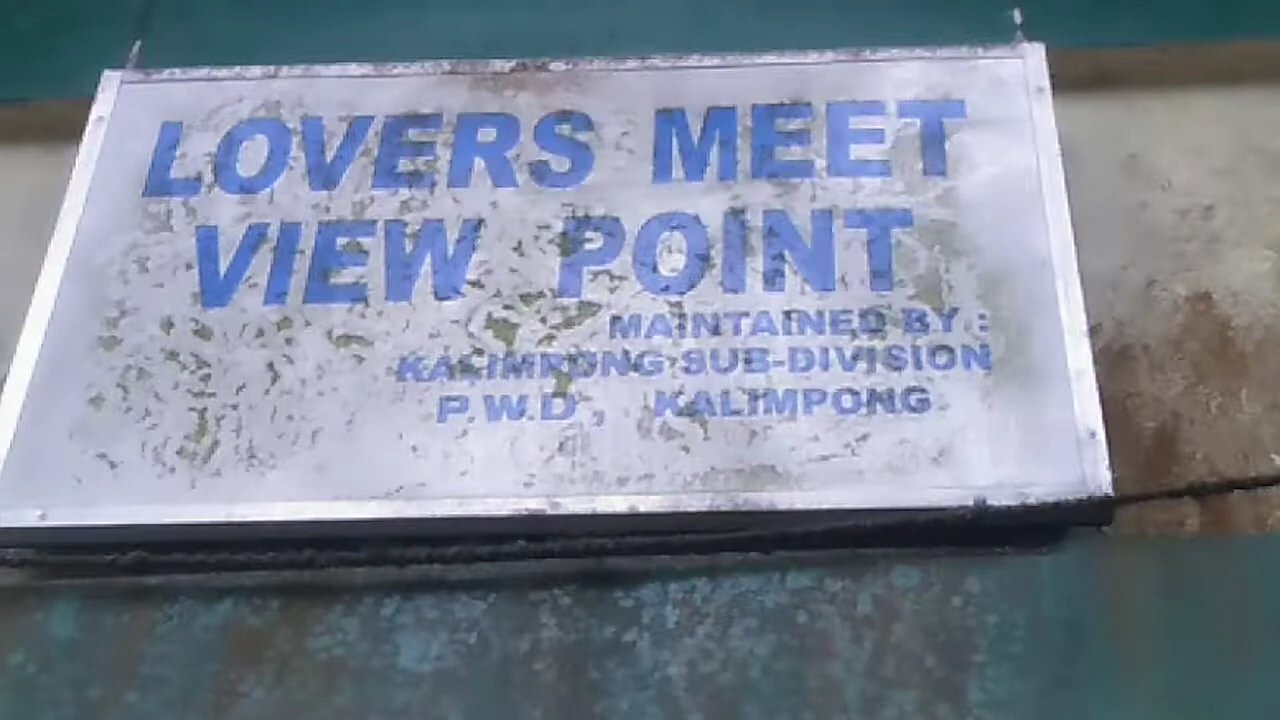 LOVERS MEET
VIEW POINT
MAINTAINED BY :
KALIMPONG SUB-DIVISION
P.W.D , KALIMPONG